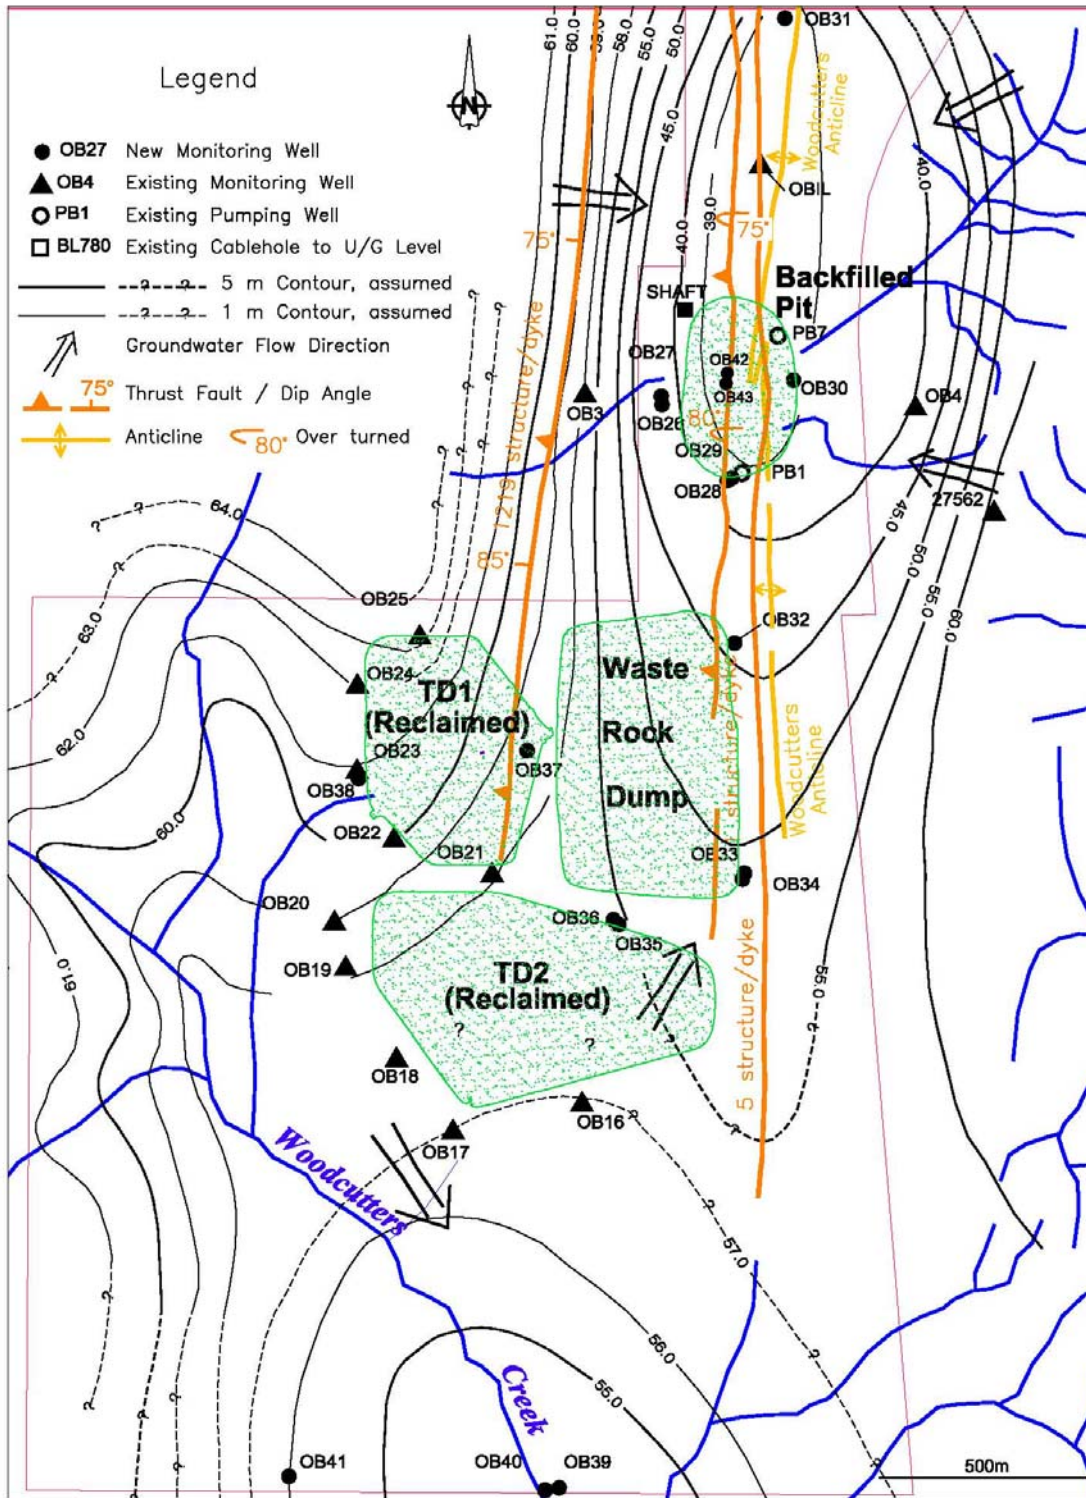 Legend
OB27 New Monitoring Well
OB4 Existing Monitoring Well
PB1 Existing Pumping Well
BL780 Existing Cablehole to U/G Level
? ? 5 m Contour, assumed
? ? 1 m Contour, assumed
Groundwater Flow Direction
75° Thrust Fault / Dip Angle
Anticline 80° Over turned
N
61.0
60.0
59.0
58.0
55.0
50.0
OB31
Woodcutters
Anticline
45.0
40.0
39.0
40.0
OBIL
75°
75°
Backfilled
Pit
SHAFT
PB7
OB27
OB42
OB43
OB30
OB3
OB26
80°
OB4
OB29
OB28
PB1
27562
1219 structure/dyke
85°
45.0
50.0
55.0
60.0
64.0
63.0
62.0
60.0
61.0
OB25
OB24
TD1
(Reclaimed)
OB23
OB37
OB38
OB22
OB21
OB20
OB19
OB32
Waste
Rock
Dump
structure/dyke
Woodcutters
Anticline
OB33
OB34
OB36
OB35
TD2
(Reclaimed)
? ?
5 structure/dyke
55.0
OB18
OB17
OB16
Woodcutters
Creek
57.0
56.0
55.0
OB41
OB40
OB39
500m